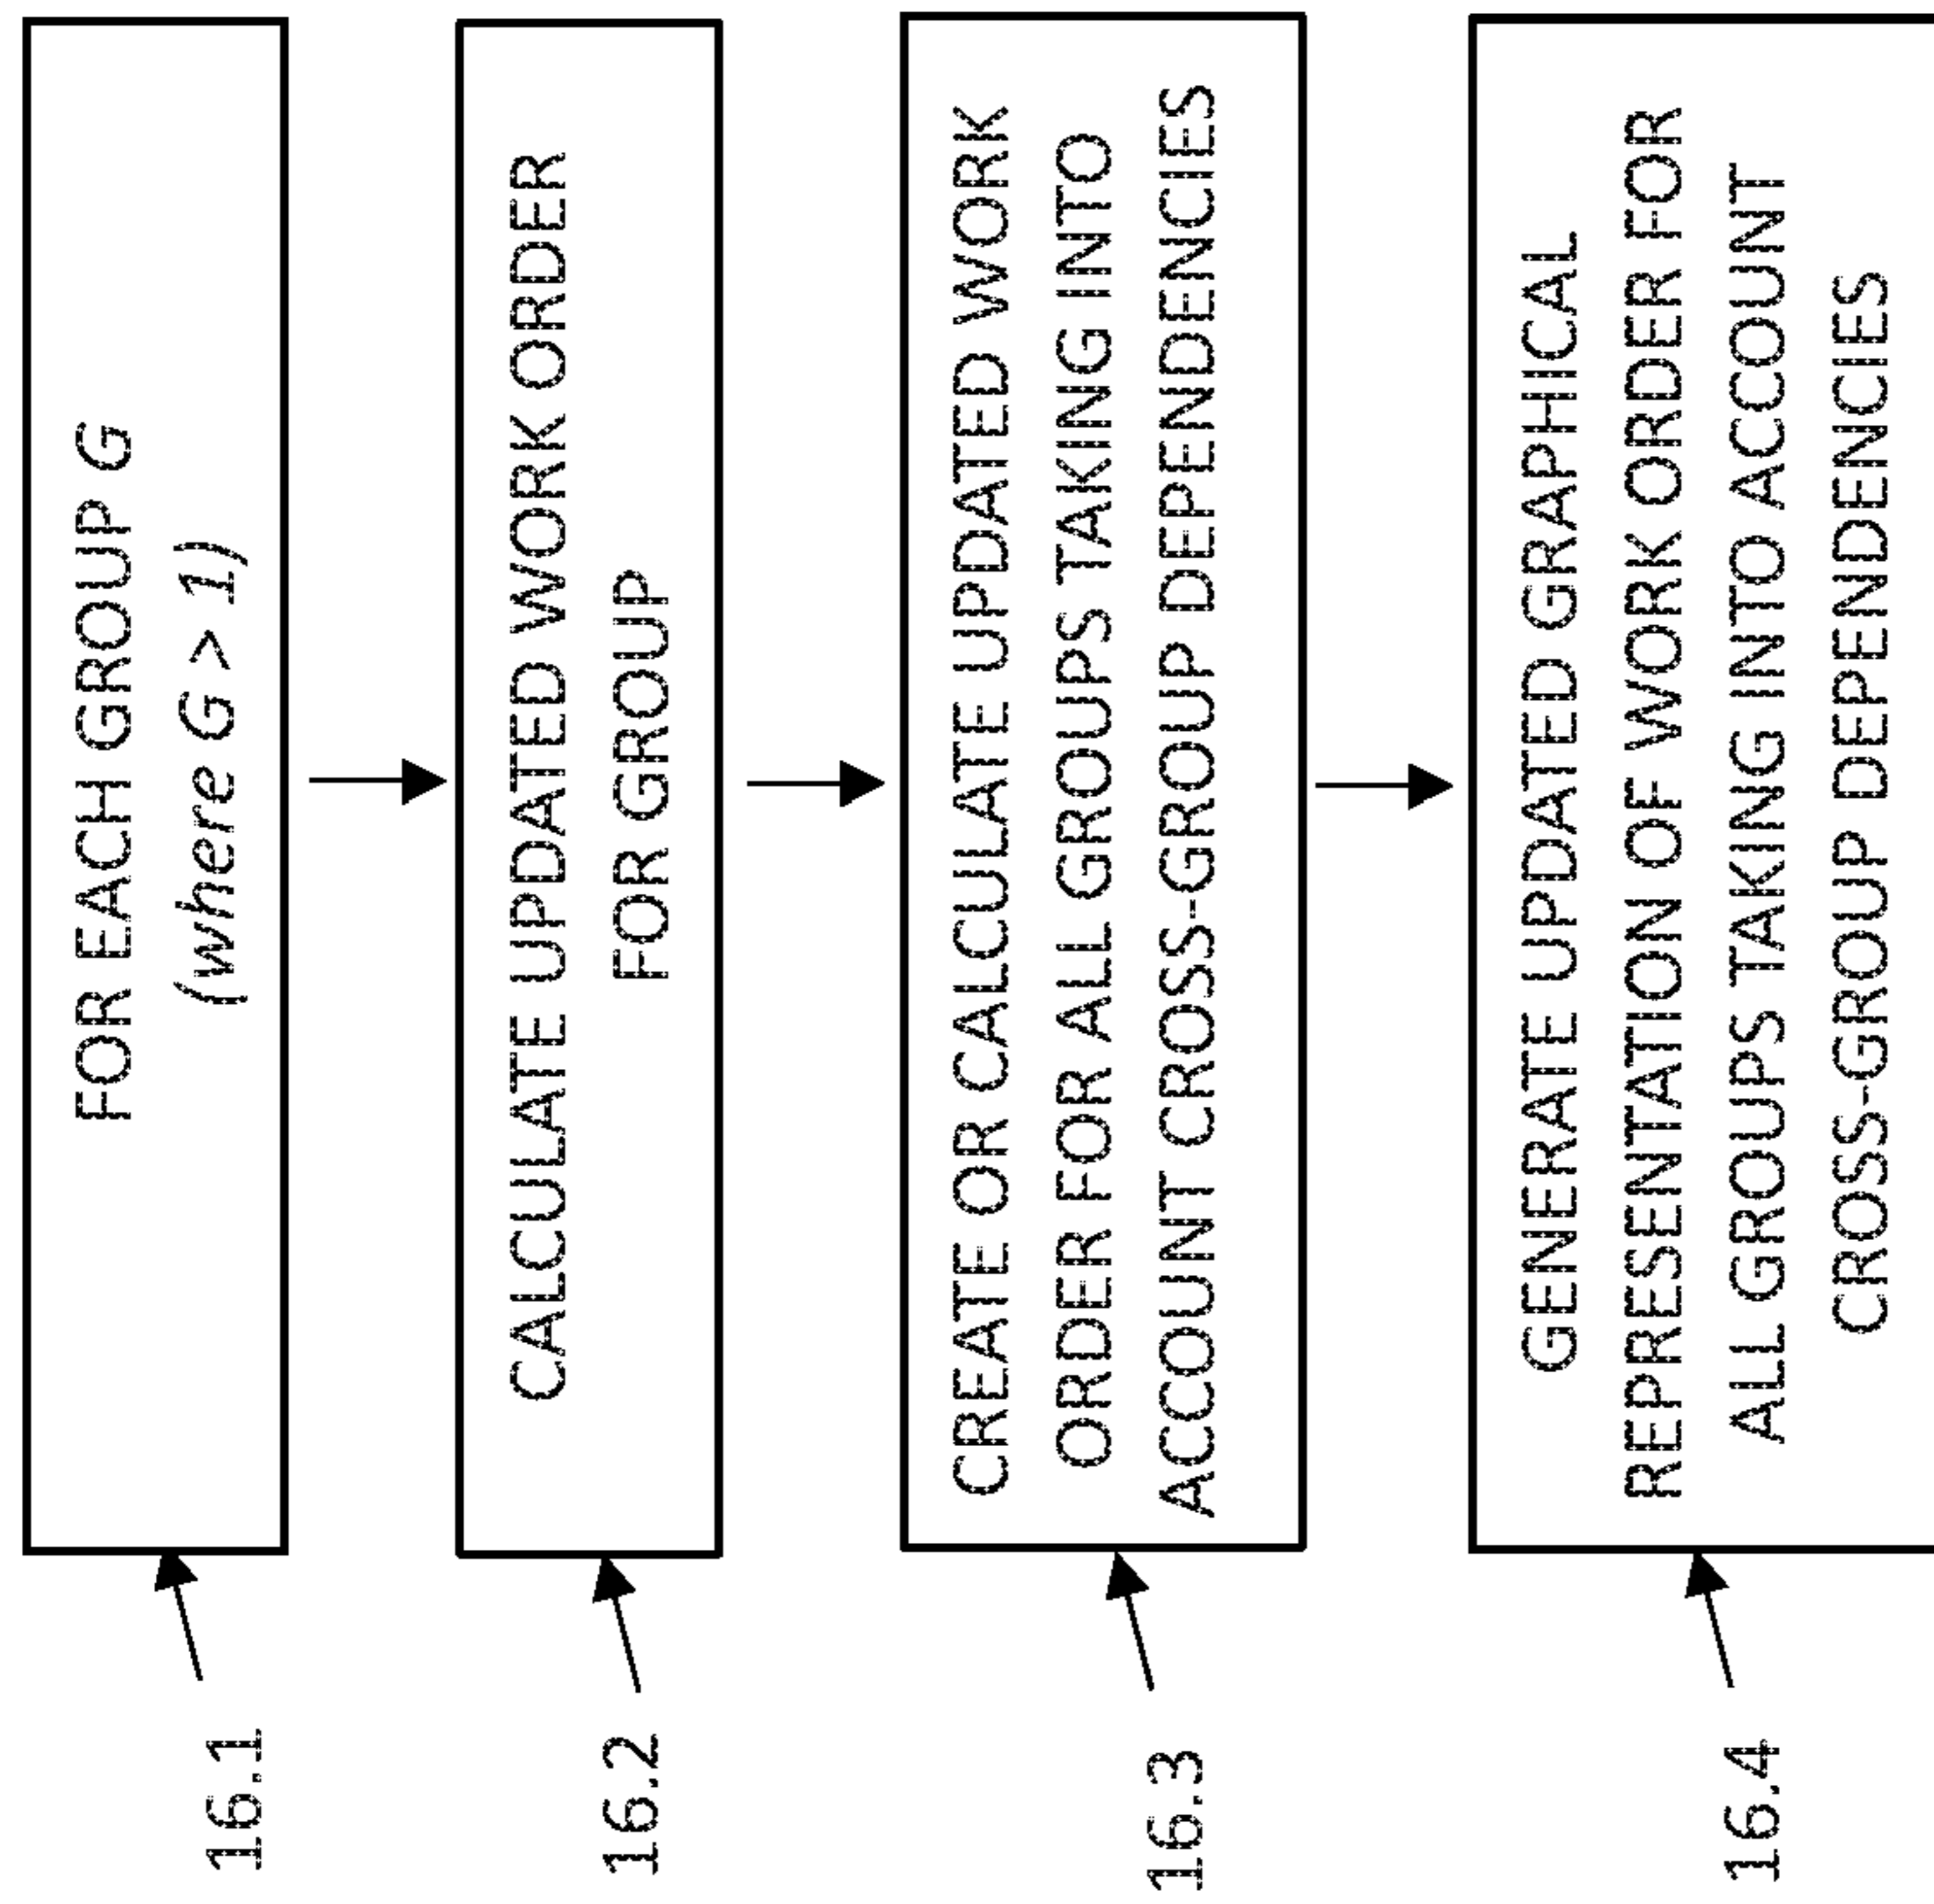 16.1
FOR EACH GROUP G
(where G > 1)
16.2
CALCULATE UPDATED WORK ORDER
FOR GROUP
16.3
CREATE OR CALCULATE UPDATED WORK
ORDER FOR ALL GROUPS TAKING INTO
ACCOUNT CROSS-GROUP DEPENDENCIES
16.4
GENERATE UPDATED GRAPHICAL
REPRESENTATION OF WORK ORDER FOR
ALL GROUPS TAKING INTO ACCOUNT
CROSS-GROUP DEPENDENCIES